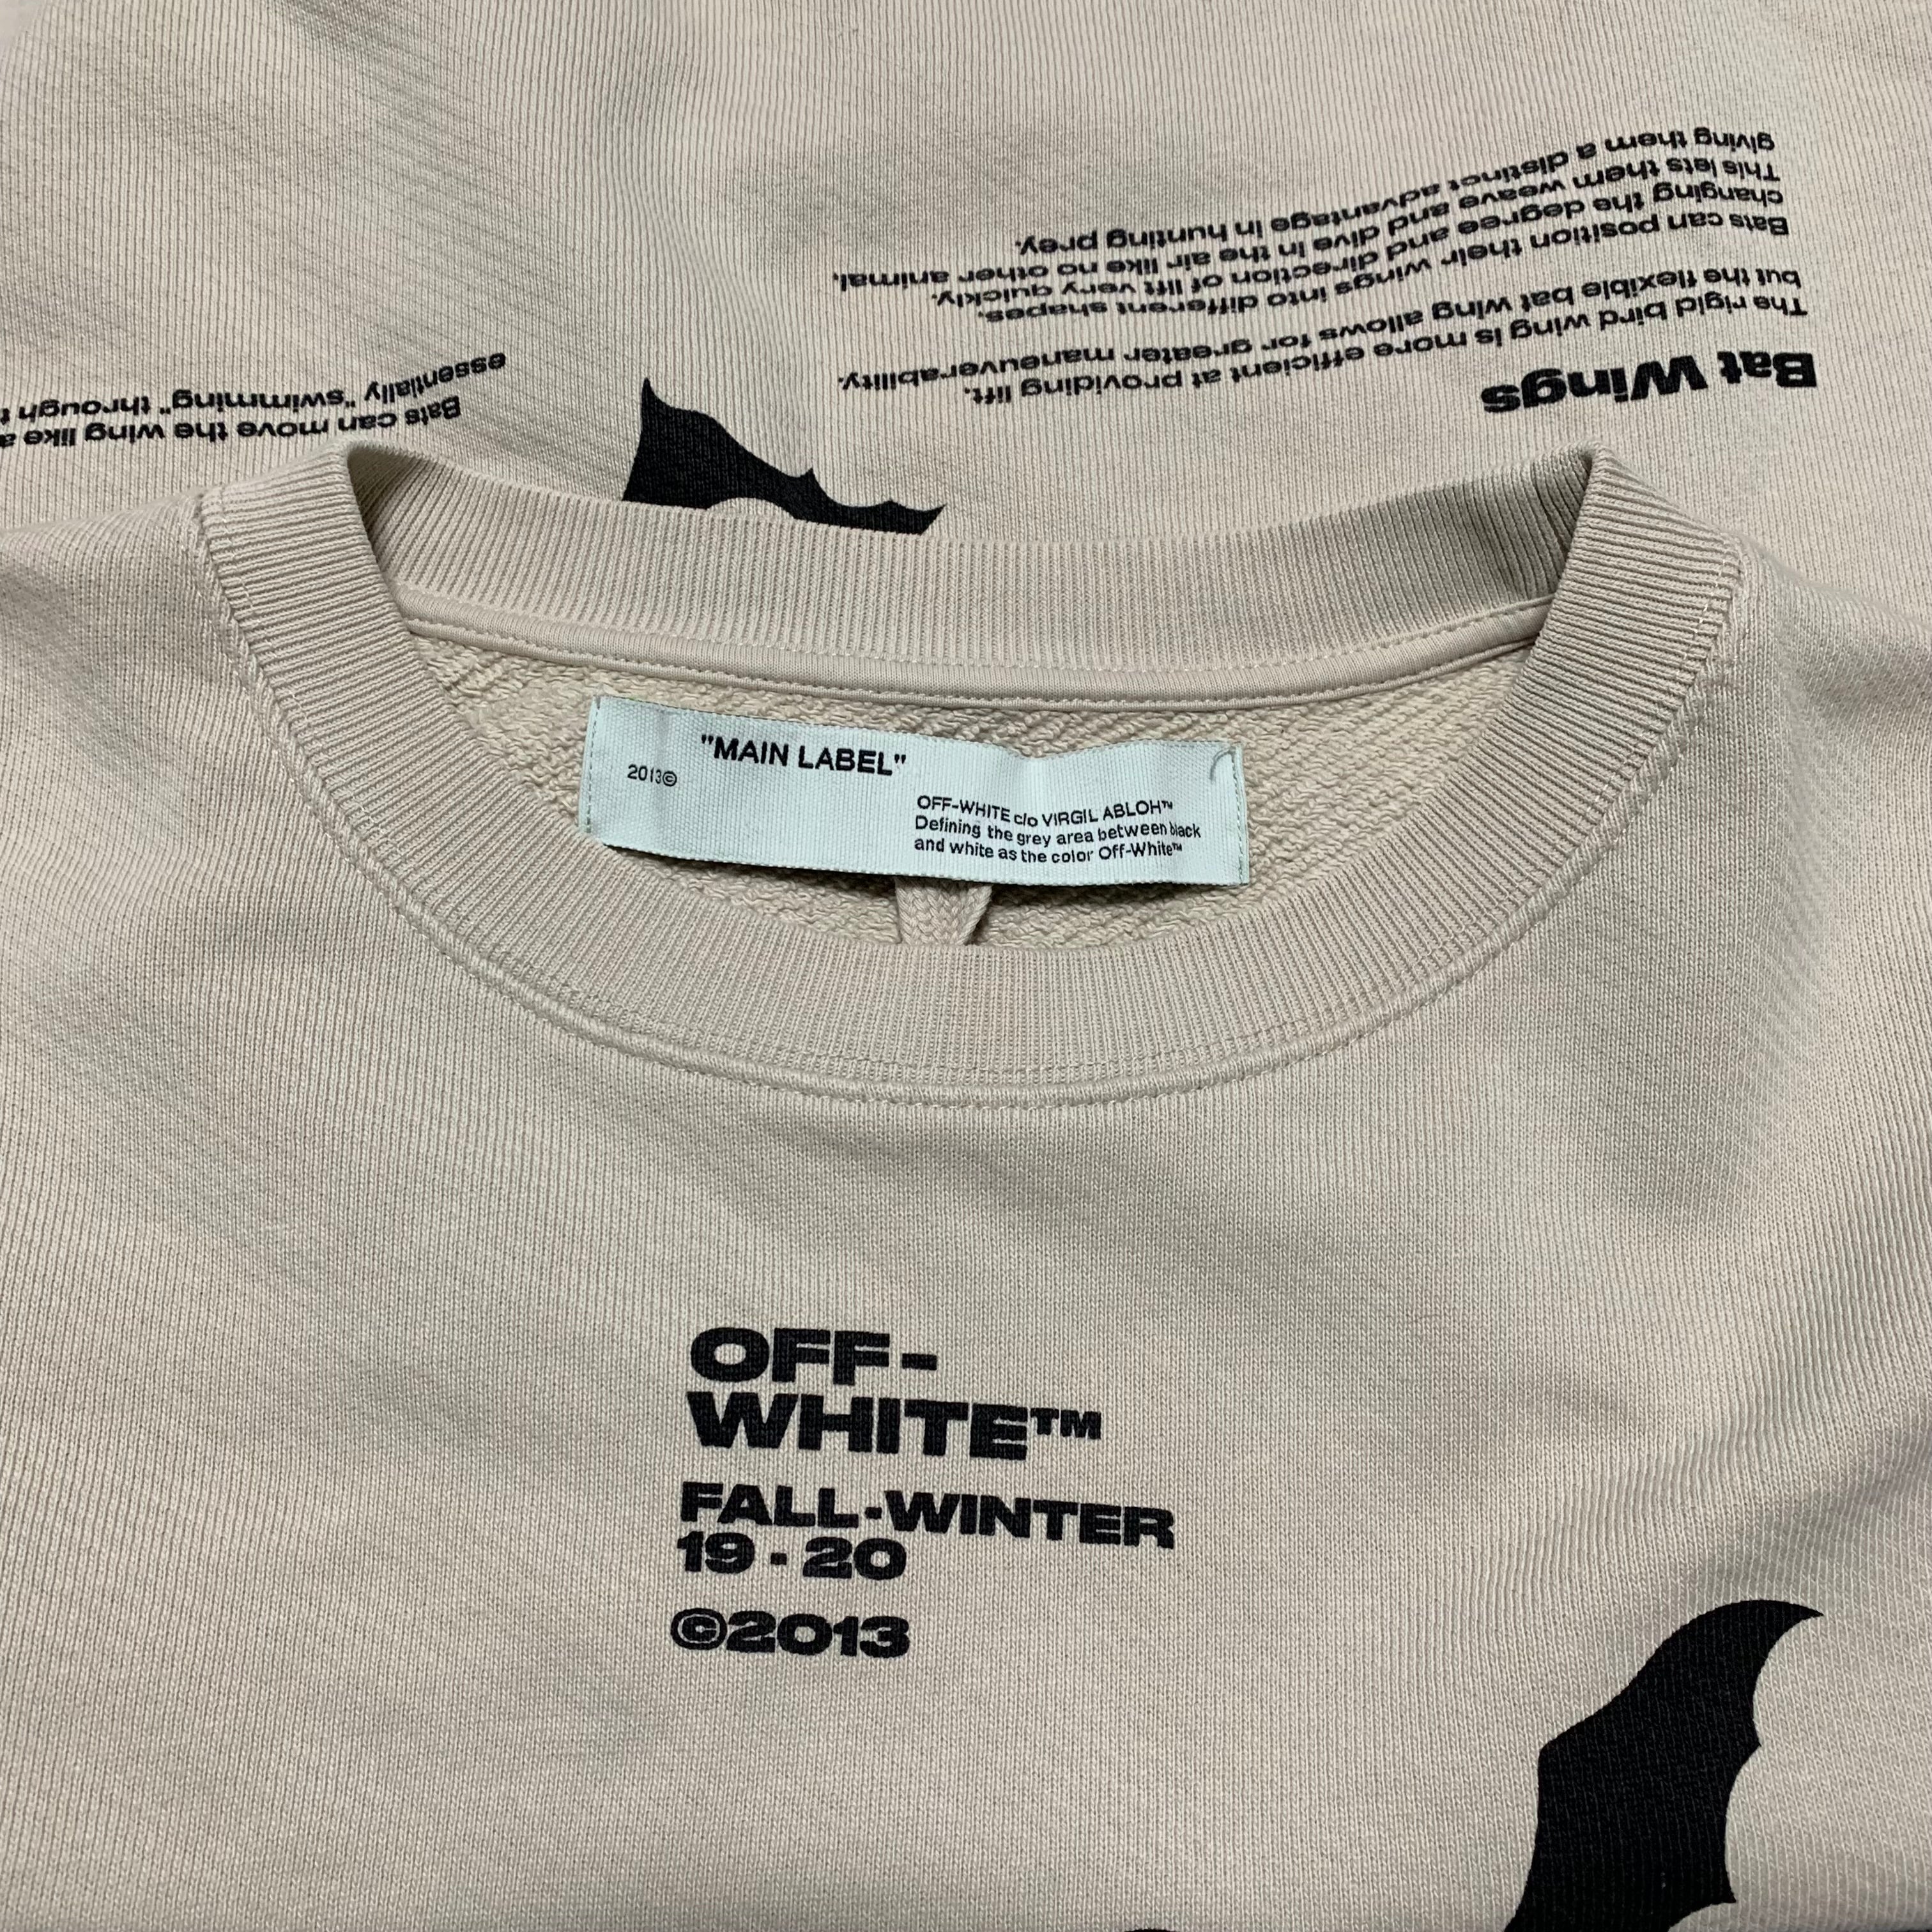 Bat Wings
The rigid bird wing is more efficient at providing lift.
but the flexible bat wing allows for greater maneuverability.
Bats can position their wings into different shapes.
changing the degree and direction of lift very quickly.
This lets them weave and dive in the air like no other animal,
giving them a distinct advantage in hunting prey.
Bats can move the wing like a
essentially "swimming" through
"MAIN LABEL"
2013©
OFF-WHITE c/o VIRGIL ABLOH™
Defining the grey area between black
and white as the color Off-White™
OFF-
WHITE™
FALL-WINTER
19 - 20
©2013